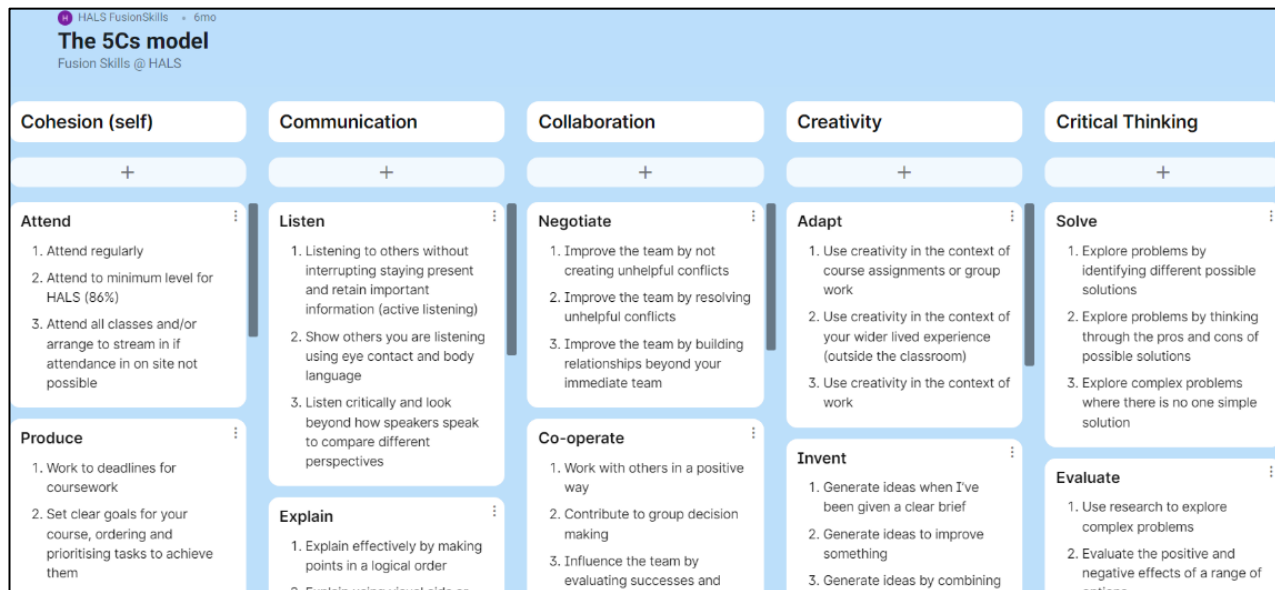 H HALS FusionSkills • 6mo
The 5Cs model
Fusion Skills @ HALS
Cohesion (self)
+
Attend
1. Attend regularly
2. Attend to minimum level for
HALS (86%)
3. Attend all classes and/or
arrange to stream in if
attendance in on site not
possible
Produce
1. Work to deadlines for
coursework
2. Set clear goals for your
course, ordering and
prioritising tasks to achieve
them
Communication
+
Listen
1. Listening to others without
interrupting staying present
and retain important
information (active listening)
2. Show others you are listening
using eye contact and body
language
3. Listen critically and look
beyond how speakers speak
to compare different
perspectives
Explain
1. Explain effectively by making
points in a logical order
Collaboration
+
Negotiate
1. Improve the team by not
creating unhelpful conflicts
2. Improve the team by resolving
unhelpful conflicts
3. Improve the team by building
relationships beyond your
immediate team
Co-operate
1. Work with others in a positive
way
2. Contribute to group decision
making
3. Influence the team by
evaluating successes and
Creativity
+
Adapt
1. Use creativity in the context of
course assignments or group
work
2. Use creativity in the context of
your wider lived experience
(outside the classroom)
3. Use creativity in the context of
work
Invent
1. Generate ideas when I've
been given a clear brief
2. Generate ideas to improve
something
3. Generate ideas by combining
Critical Thinking
+
Solve
1. Explore problems by
identifying different possible
solutions
2. Explore problems by thinking
through the pros and cons of
possible solutions
3. Explore complex problems
where there is no one simple
solution
Evaluate
1. Use research to explore
complex problems
2. Evaluate the positive and
negative effects of a range of